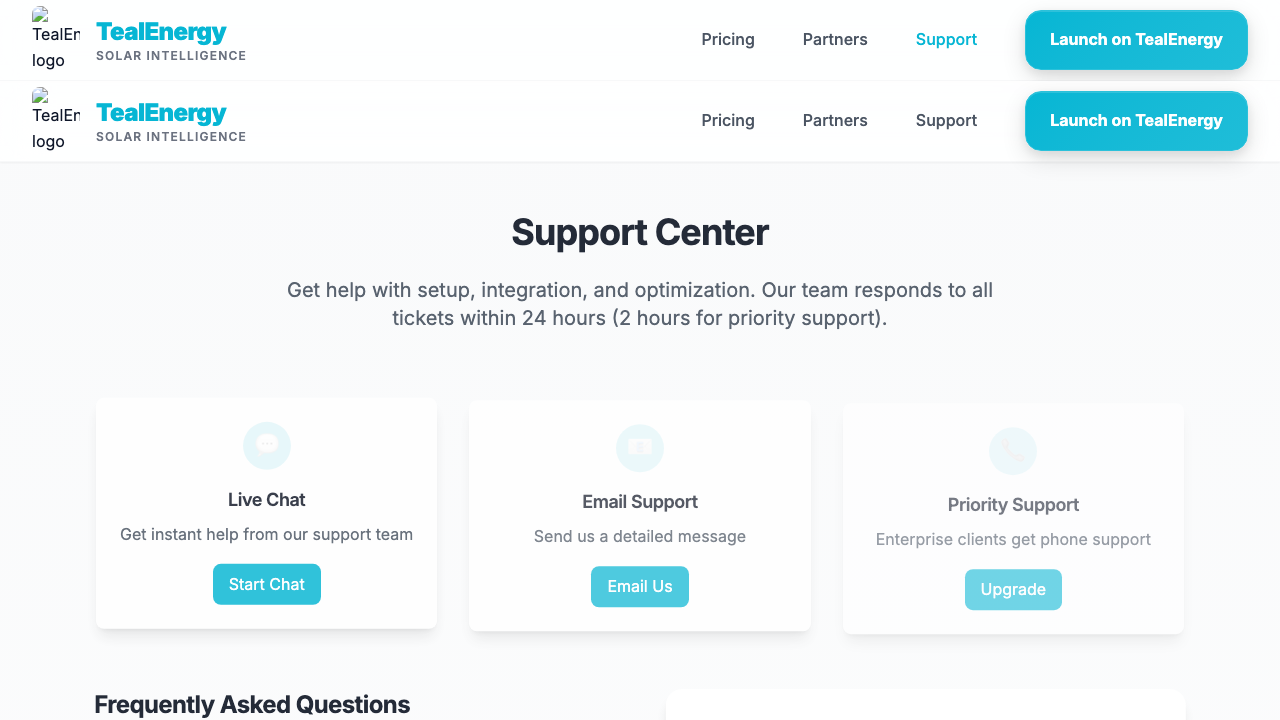 TealEn
logo
TealEnergy
SOLAR INTELLIGENCE
Pricing
Partners
Support
Launch on TealEnergy
TealEn
logo
TealEnergy
SOLAR INTELLIGENCE
Pricing
Partners
Support
Launch on TealEnergy
Support Center
Get help with setup, integration, and optimization. Our team responds to all
tickets within 24 hours (2 hours for priority support).
Live Chat
Get instant help from our support team
Start Chat
Email Support
Send us a detailed message
Email Us
Priority Support
Enterprise clients get phone support
Upgrade
Frequently Asked Questions